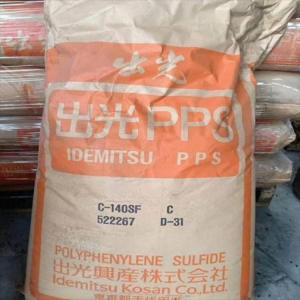 出光
出光PPS
IDEMITSU PPS
C-140SF C
522267 D-31
POLYPHENYLENE SULFIDE
出光興産株式会社
Idemitsu Kosan Co.,Ltd.